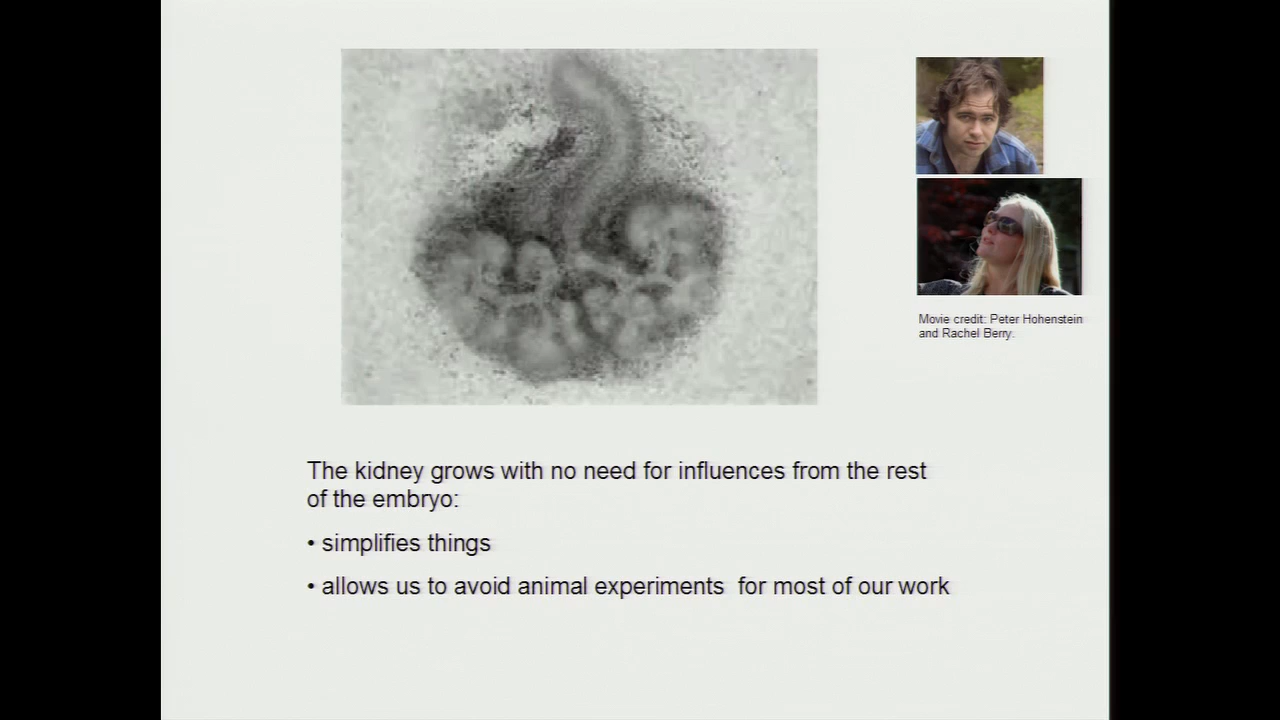 Movie credit: Peter Hohenstein
and Rachel Berry.
The kidney grows with no need for influences from the rest
of the embryo:
• simplifies things
• allows us to avoid animal experiments  for most of our work